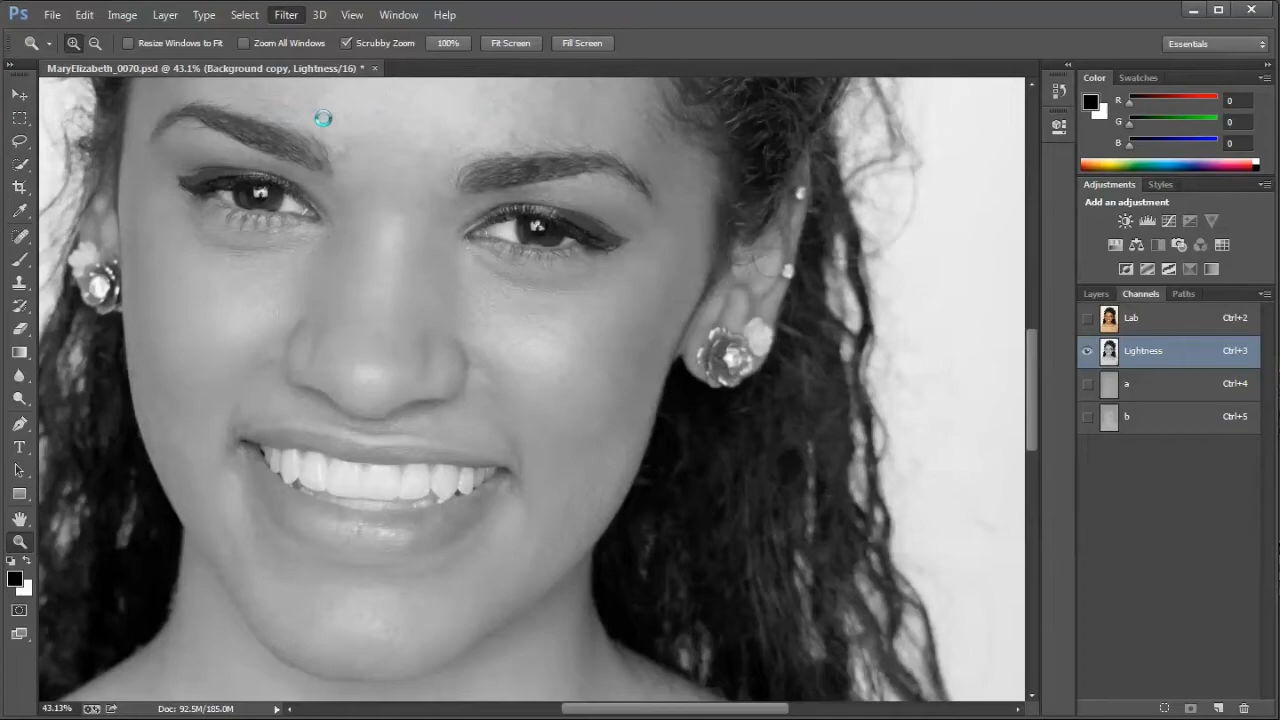 Ps File Edit Image Layer Type Select Filter 3D View Window Help
Resize Windows to Fit Zoom All Windows Scrubby Zoom 100% Fit Screen Fill Screen Essentials
MaryElizabeth_0070.psd @ 43.1% (Background copy, Lightness/16) * ×
Color Swatches
R 0
G 0
B 0
Adjustments Styles
Add an adjustment
Layers Channels Paths
Lab Ctrl+2
Lightness Ctrl+3
a Ctrl+4
b Ctrl+5
T
43.13% Doc: 92.5M/185.0M